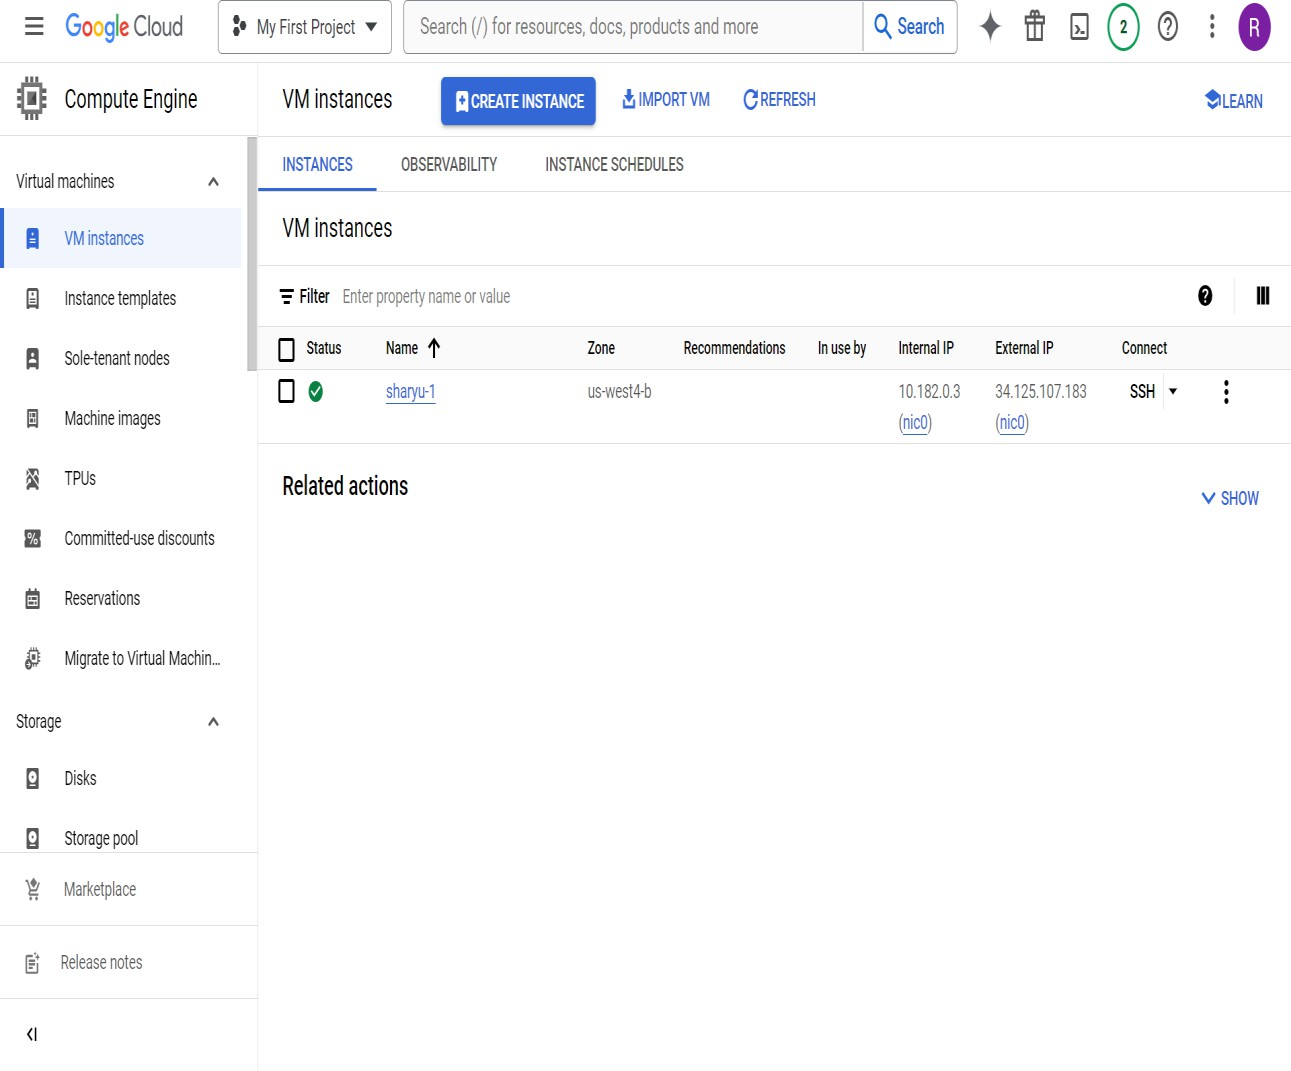 Google Cloud
My First Project
Search (/) for resources, docs, products and more
Search
2
R
Compute Engine
VM instances
CREATE INSTANCE
IMPORT VM
REFRESH
LEARN
Virtual machines
VM instances
Instance templates
Sole-tenant nodes
Machine images
TPUs
Committed-use discounts
Reservations
Migrate to Virtual Machin...
Storage
Disks
Storage pool
Marketplace
Release notes
INSTANCES
OBSERVABILITY
INSTANCE SCHEDULES
VM instances
Filter Enter property name or value
Status Name Zone Recommendations In use by Internal IP External IP Connect
sharyu-1 us-west4-b 10.182.0.3 34.125.107.183 SSH
(nic0) (nic0)
Related actions
SHOW